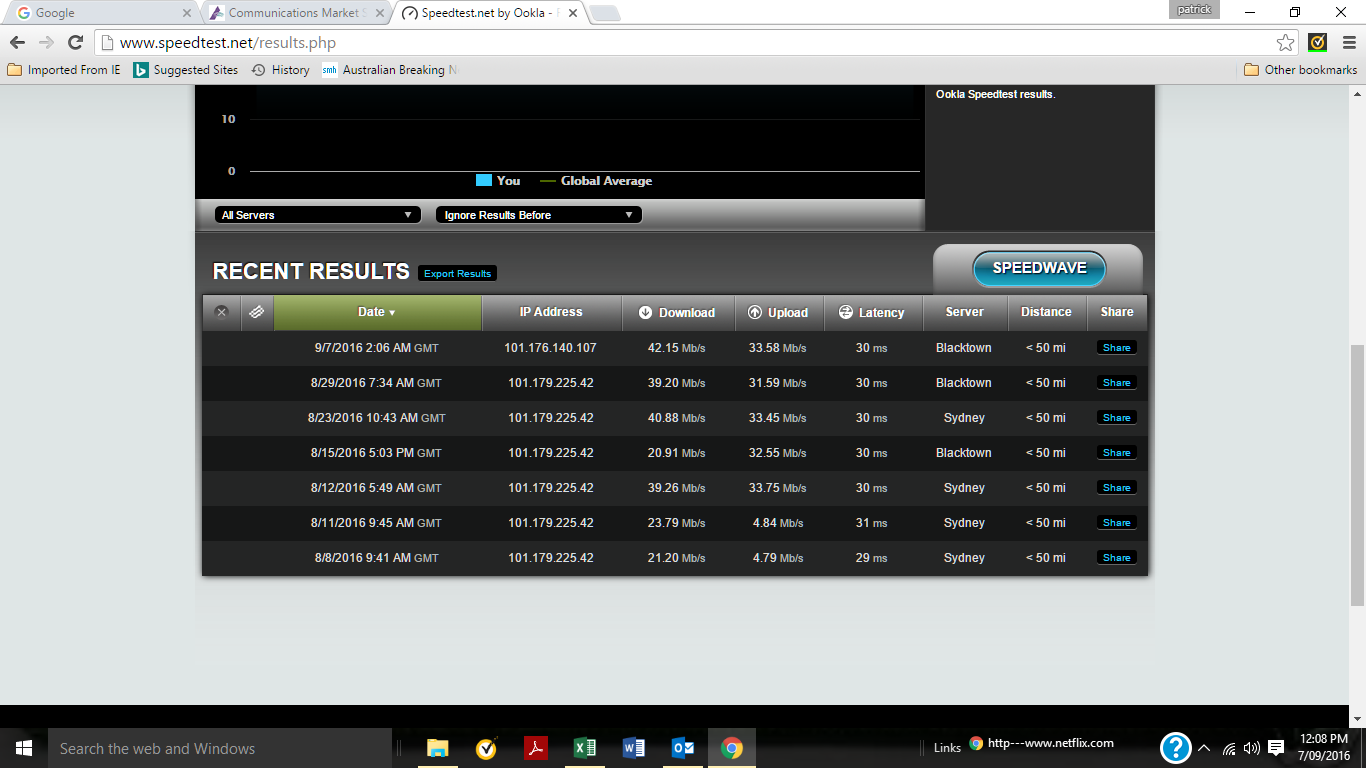 Google
Communications Market S
Speedtest.net by Ookla -
patrick
www.speedtest.net/results.php
Imported From IE
Suggested Sites
History
smh Australian Breaking N
Other bookmarks
Ookla Speedtest results.
10
0
You
Global Average
All Servers
Ignore Results Before
RECENT RESULTS Export Results
SPEEDWAVE
Date IP Address Download Upload Latency Server Distance Share
9/7/2016 2:06 AM GMT 101.176.140.107 42.15 Mb/s 33.58 Mb/s 30 ms Blacktown < 50 mi Share
8/29/2016 7:34 AM GMT 101.179.225.42 39.20 Mb/s 31.59 Mb/s 30 ms Blacktown < 50 mi Share
8/23/2016 10:43 AM GMT 101.179.225.42 40.88 Mb/s 33.45 Mb/s 30 ms Sydney < 50 mi Share
8/15/2016 5:03 PM GMT 101.179.225.42 20.91 Mb/s 32.55 Mb/s 30 ms Blacktown < 50 mi Share
8/12/2016 5:49 AM GMT 101.179.225.42 39.26 Mb/s 33.75 Mb/s 30 ms Sydney < 50 mi Share
8/11/2016 9:45 AM GMT 101.179.225.42 23.79 Mb/s 4.84 Mb/s 31 ms Sydney < 50 mi Share
8/8/2016 9:41 AM GMT 101.179.225.42 21.20 Mb/s 4.79 Mb/s 29 ms Sydney < 50 mi Share
Search the web and Windows
Links
http---www.netflix.com
12:08 PM
7/09/2016